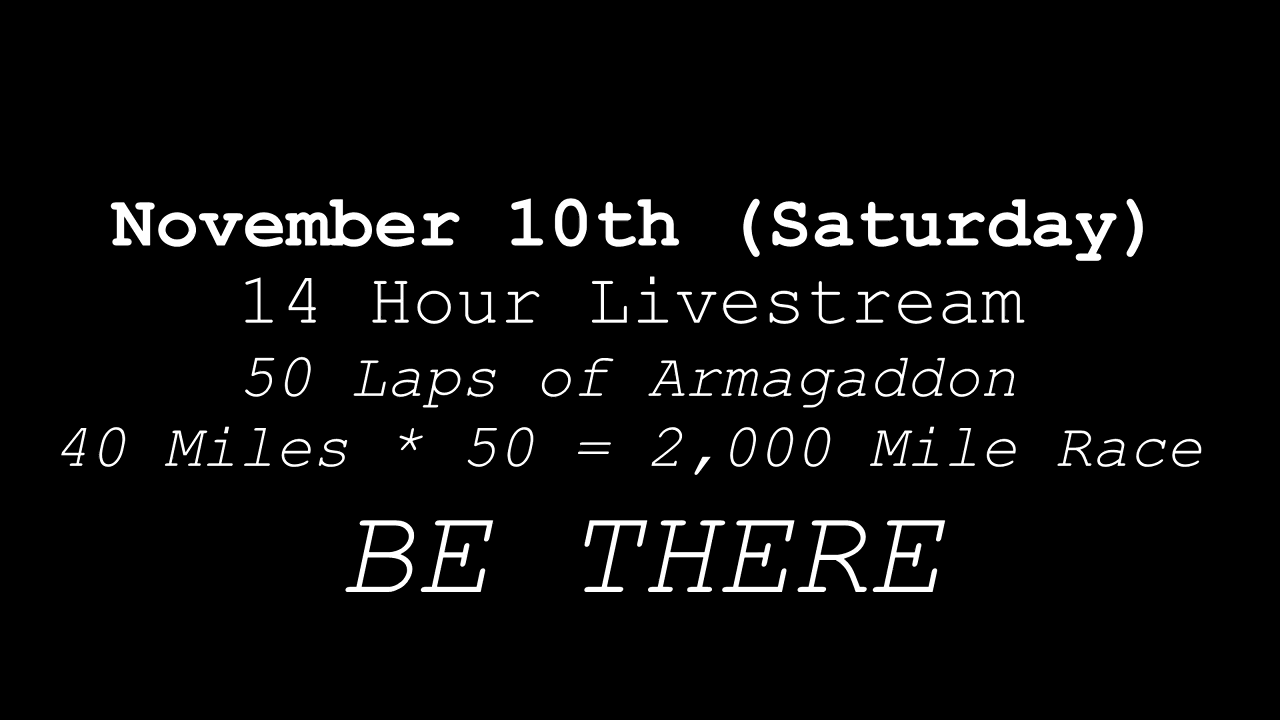 November 10th (Saturday)
14 Hour Livestream
50 Laps of Armagaddon
40 Miles * 50 = 2,000 Mile Race
BE THERE